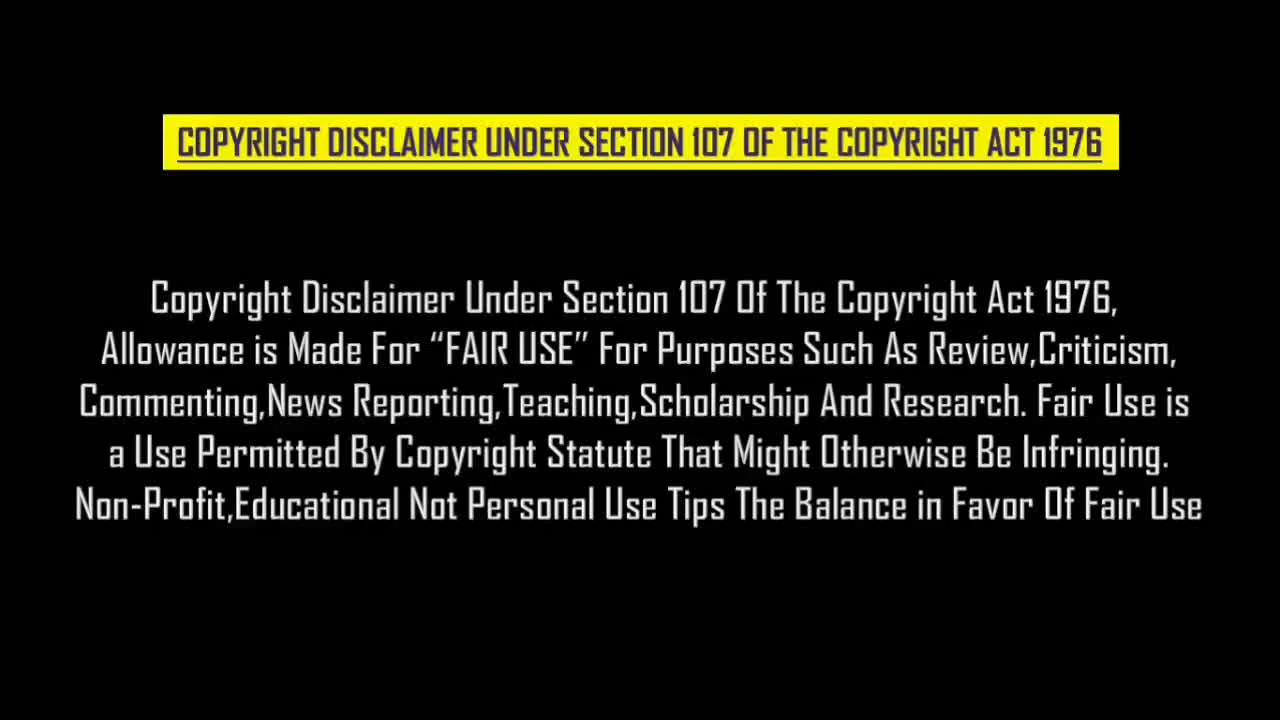 COPYRIGHT DISCLAIMER UNDER SECTION 107 OF THE COPYRIGHT ACT 1976
Copyright Disclaimer Under Section 107 Of The Copyright Act 1976,
Allowance is Made For “FAIR USE” For Purposes Such As Review,Criticism,
Commenting,News Reporting,Teaching,Scholarship And Research. Fair Use is
a Use Permitted By Copyright Statute That Might Otherwise Be Infringing.
Non-Profit,Educational Not Personal Use Tips The Balance in Favor Of Fair Use